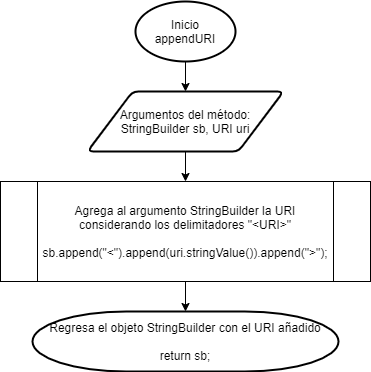 Inicio
appendURI
Argumentos del método:
StringBuilder sb, URI uri
Agrega al argumento StringBuilder la URI
considerando los delimitadores "<URI>"
sb.append("<").append(uri.stringValue()).append(">");
Regresa el objeto StringBuilder con el URI añadido
return sb;